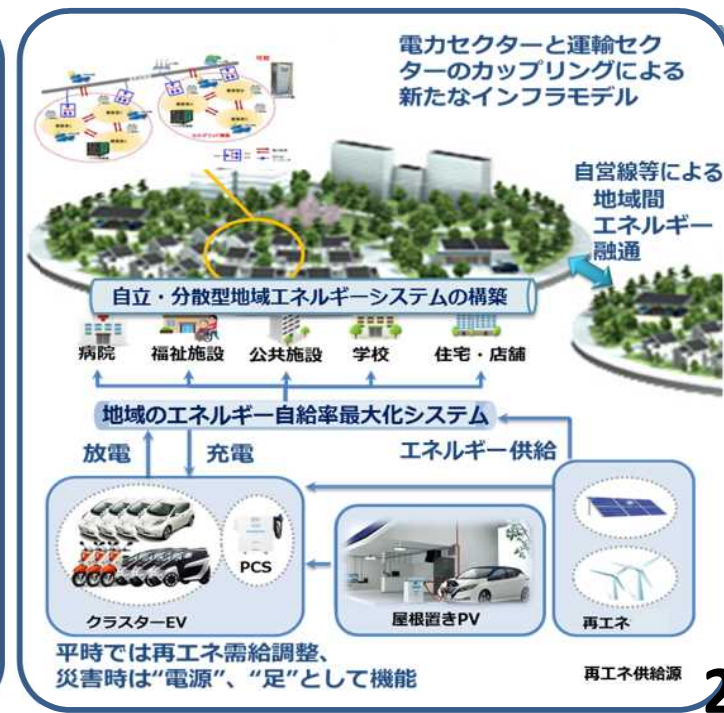 電力セクターと運輸セク
ターのカップリングによる
新たなインフラモデル
自営線等による
地域間
エネルギー
融通
自立・分散型地域エネルギーシステムの構築
病院 福祉施設 公共施設 学校 住宅・店舗
地域のエネルギー自給率最大化システム
放電 充電 エネルギー供給
PCS
クラスターEV
屋根置きPV
再エネ
平時では再エネ需給調整、
災害時は“電源”、“足”として機能
再エネ供給源
2